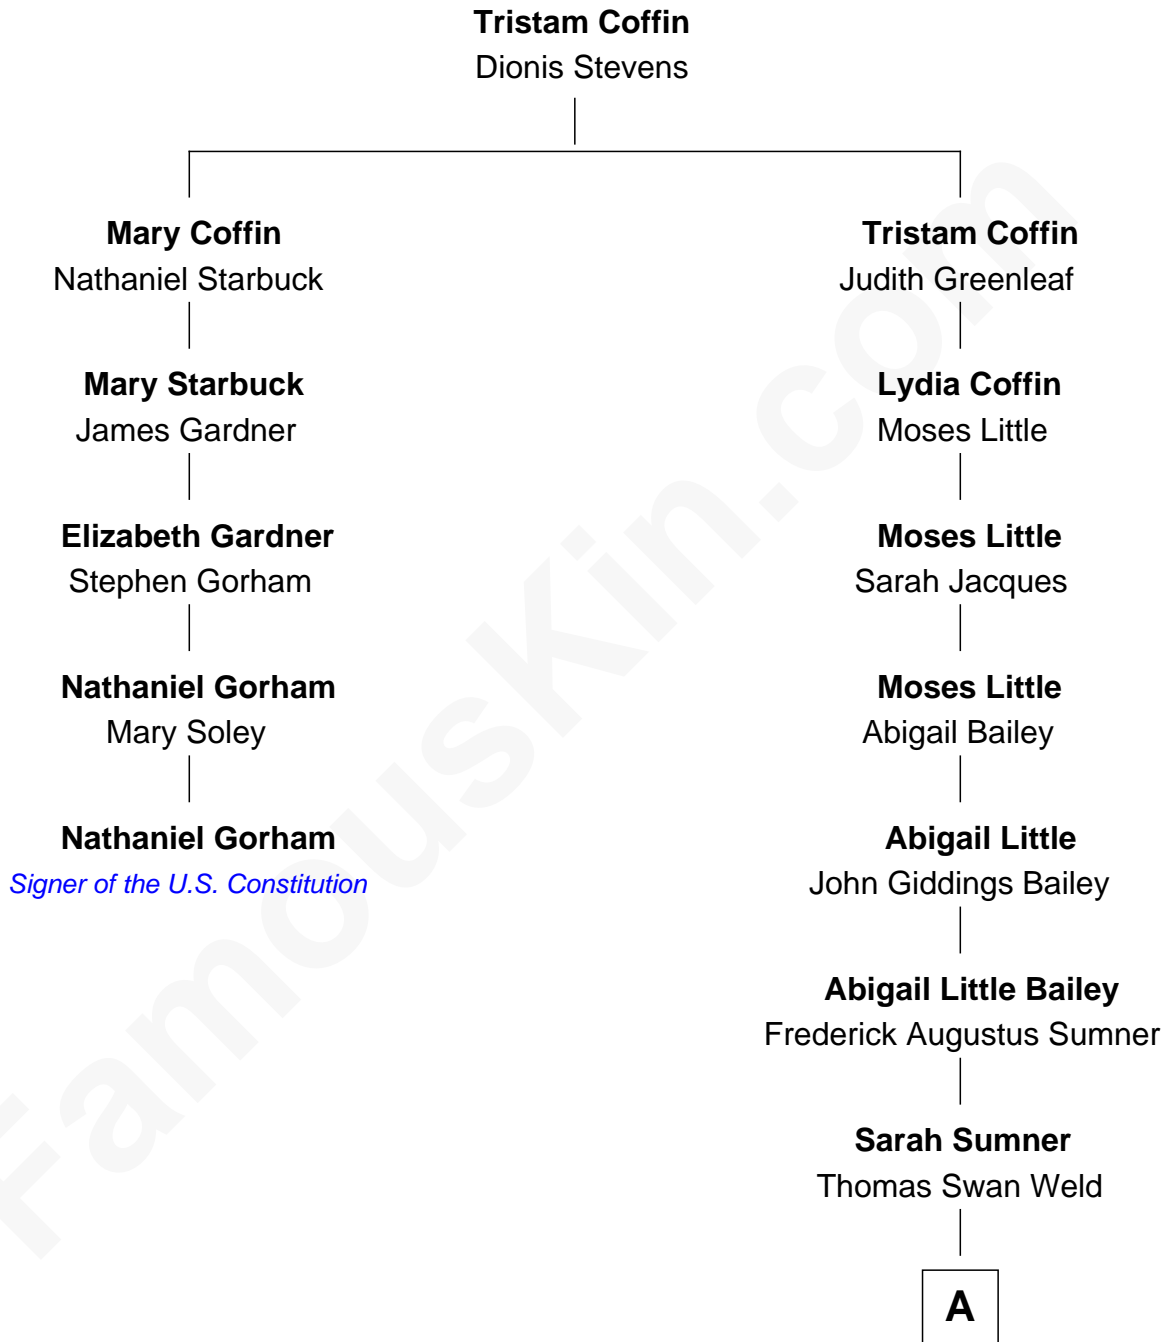 Tristam Coffin
Dionis Stevens
Mary Coffin
Nathaniel Starbuck
Tristam Coffin
Judith Greenleaf
Mary Starbuck
James Gardner
Lydia Coffin
Moses Little
Elizabeth Gardner
Stephen Gorham
Moses Little
Sarah Jacques
Nathaniel Gorham
Mary Soley
Moses Little
Abigail Bailey
Nathaniel Gorham
Signer of the U.S. Constitution
Abigail Little
John Giddings Bailey
Abigail Little Bailey
Frederick Augustus Sumner
Sarah Sumner
Thomas Swan Weld
A
FamousKin.com